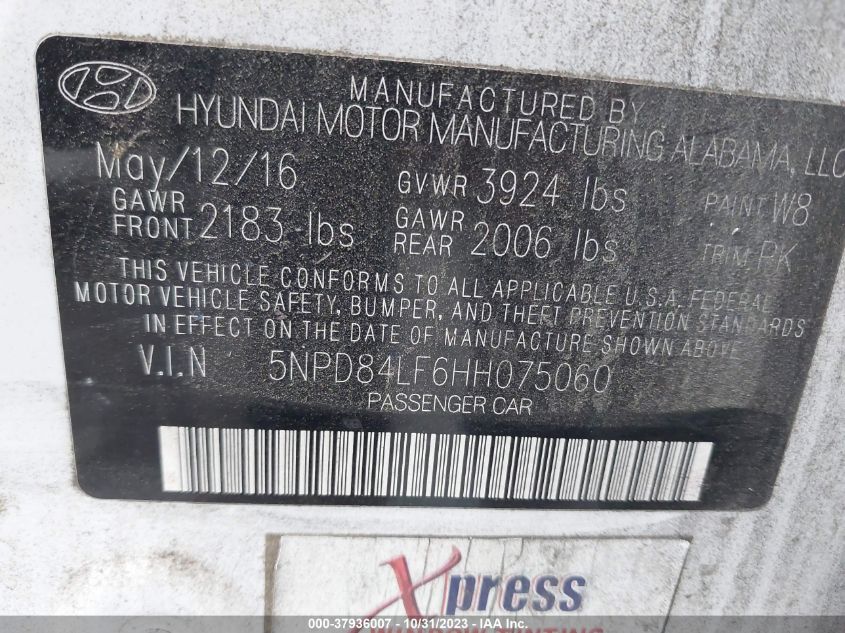 MANUFACTURED BY
HYUNDAI MOTOR MANUFACTURING ALABAMA, LLC
May/12/16 GVWR 3924 lbs PAINT W8
GAWR FRONT 2183 lbs GAWR REAR 2006 lbs TRIM PK
THIS VEHICLE CONFORMS TO ALL APPLICABLE U.S.A. FEDERAL
MOTOR VEHICLE SAFETY, BUMPER, AND THEFT PREVENTION STANDARDS
IN EFFECT ON THE DATE OF MANUFACTURE SHOWN ABOVE.
V.I.N 5NPD84LF6HH075060
PASSENGER CAR
Xpress
WINDOW TINTING
000-37936007 - 10/31/2023 - IAA Inc.